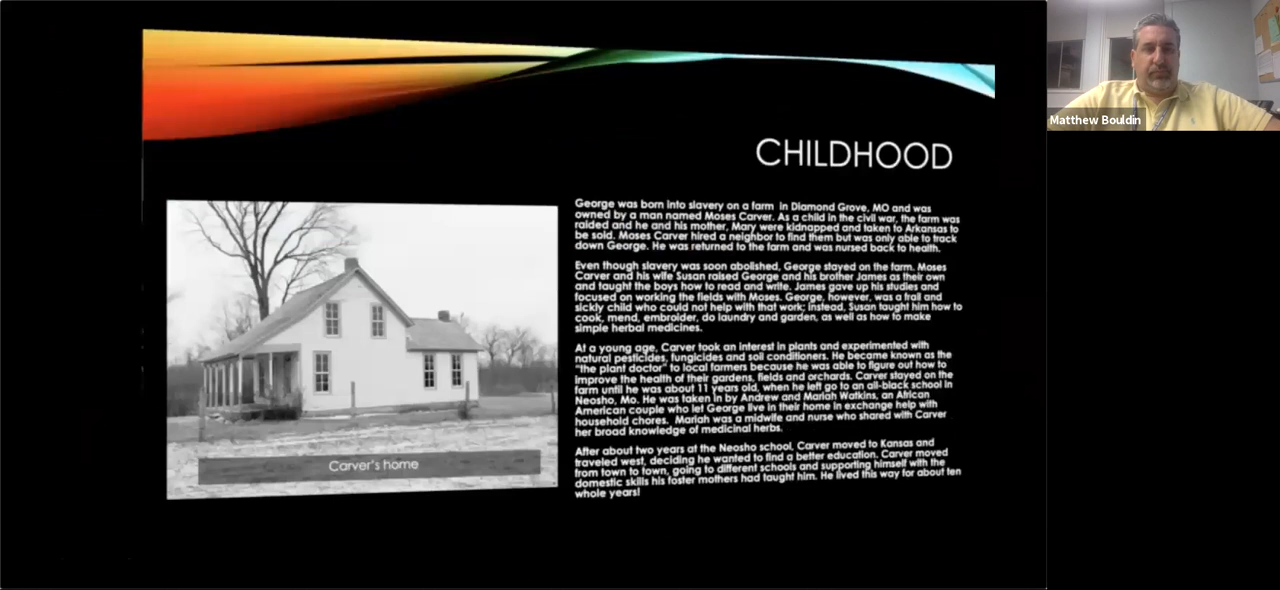 Matthew Bouldin
CHILDHOOD
George was born into slavery on a farm in Diamond Grove, MO and was
owned by a man named Moses Carver. As a child in the civil war, the farm was
raided and he and his mother, Mary were kidnapped and taken to Arkansas to
be sold. Moses Carver hired a neighbor to find them but was only able to track
down George. He was returned to the farm and was nursed back to health.
Even though slavery was soon abolished, George stayed on the farm. Moses
Carver and his wife Susan raised George and his brother James as their own
and taught the boys how to read and write. James gave up his studies and
focused on working the fields with Moses. George, however, was a frail and
sickly child who could not help with that work; instead, Susan taught him how to
cook, mend, embroider, do laundry and garden, as well as how to make
simple herbal medicines.
At a young age, Carver took an interest in plants and experimented with
natural pesticides, fungicides and soil conditioners. He became known as the
"the plant doctor" to local farmers because he was able to figure out how to
improve the health of their gardens, fields and orchards. Carver stayed on the
farm until he was about 11 years old, when he left go to an all-black school in
Neosho, Mo. He was taken in by Andrew and Mariah Watkins, an African
American couple who let George live in their home in exchange help with
household chores. Mariah was a midwife and nurse who shared with Carver
her broad knowledge of medicinal herbs.
After about two years at the Neosho school, Carver moved to Kansas and
traveled west, deciding he wanted to find a better education. Carver moved
from town to town, going to different schools and supporting himself with the
domestic skills his foster mothers had taught him. He lived this way for about ten
whole years!
Carver's home